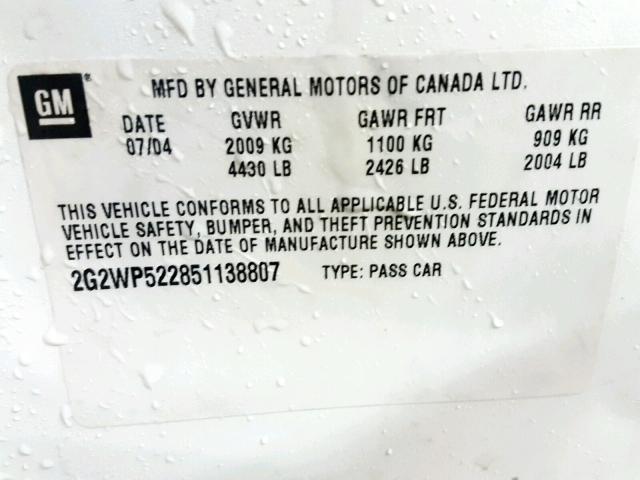 GM® MFD BY GENERAL MOTORS OF CANADA LTD.
DATE GVWR GAWR FRT GAWR RR
07/04 2009 KG 1100 KG 909 KG
4430 LB 2426 LB 2004 LB
THIS VEHICLE CONFORMS TO ALL APPLICABLE U.S. FEDERAL MOTOR
VEHICLE SAFETY, BUMPER, AND THEFT PREVENTION STANDARDS IN
EFFECT ON THE DATE OF MANUFACTURE SHOWN ABOVE.
2G2WP522851138807 TYPE: PASS CAR